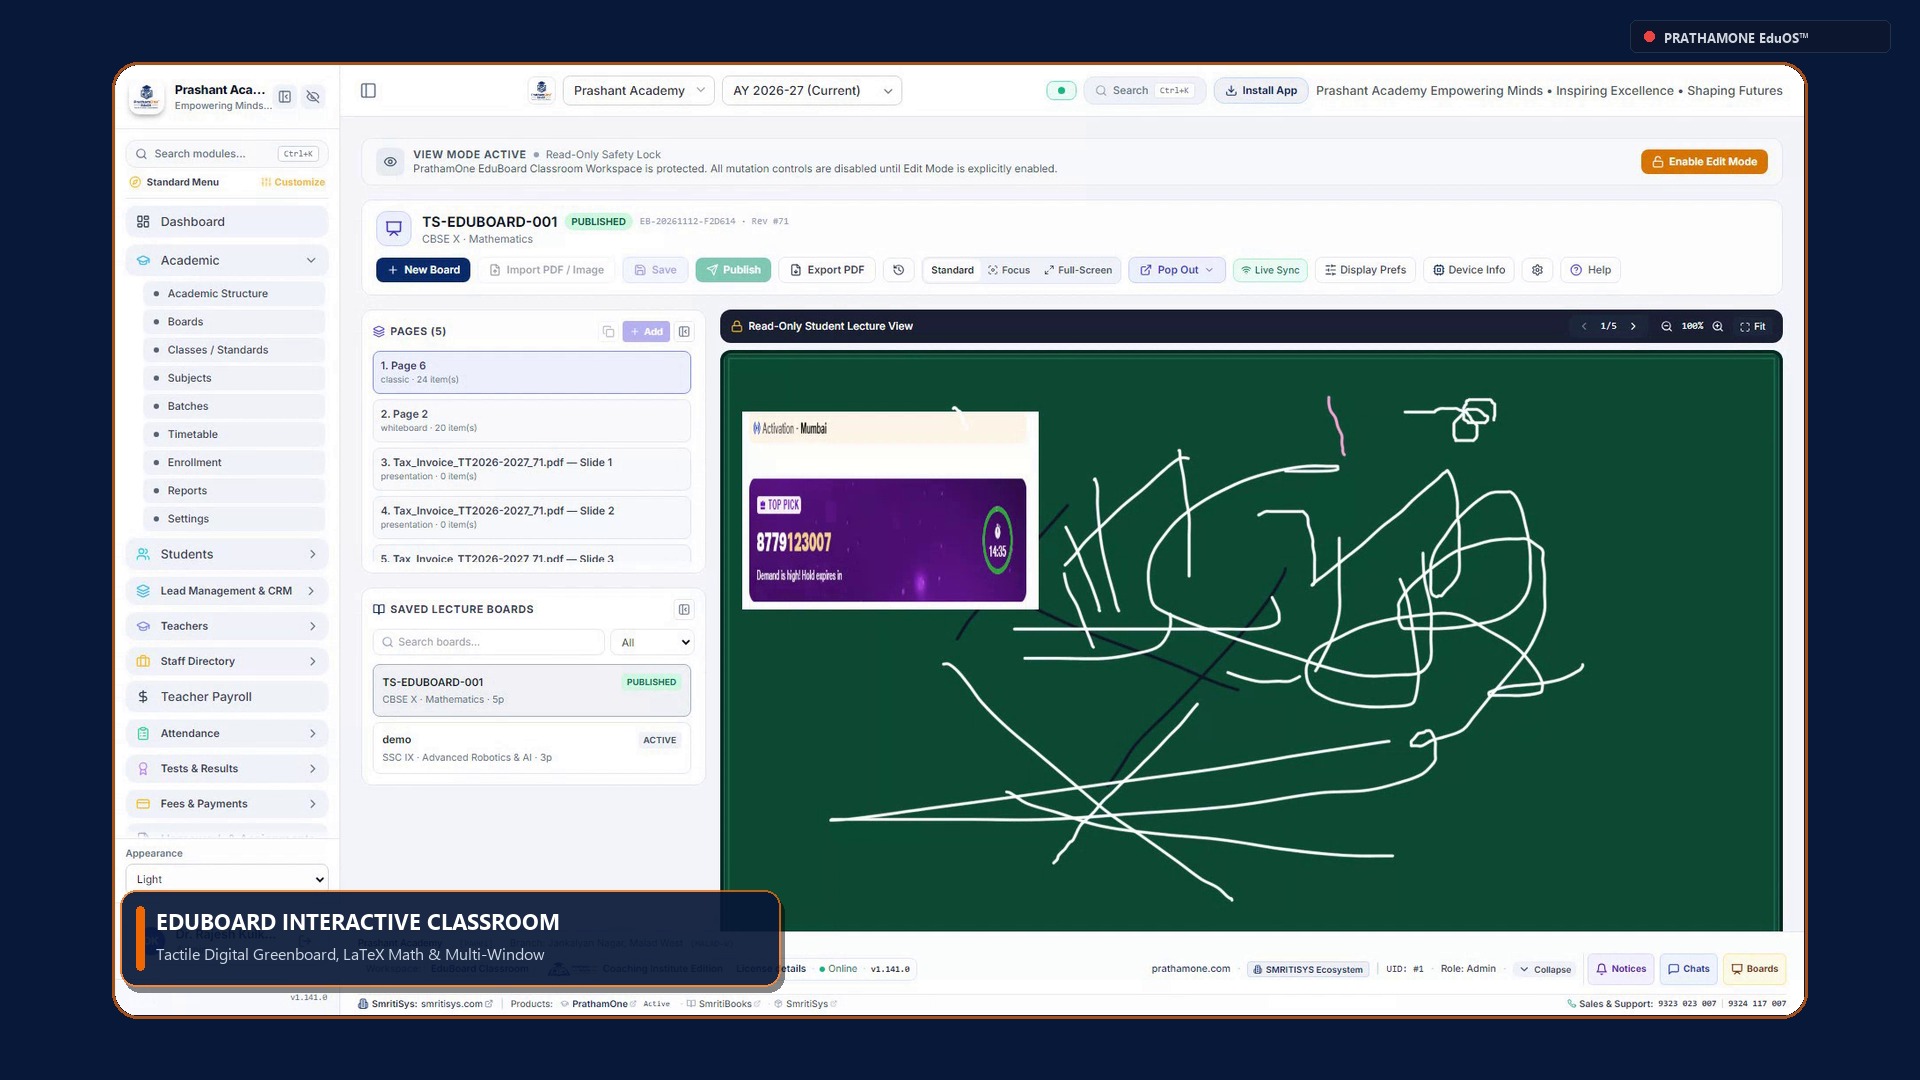 PRATHAMONE EduOS™
Prashant Aca...
Empowering Minds...
Prashant Academy
AY 2026-27 (Current)
Search Ctrl+K
Install App
Prashant Academy Empowering Minds • Inspiring Excellence • Shaping Futures
Search modules... Ctrl+K
Standard Menu Customize
Dashboard
Academic
Academic Structure
Boards
Classes / Standards
Subjects
Batches
Timetable
Enrollment
Reports
Settings
Students
Lead Management & CRM
Teachers
Staff Directory
Teacher Payroll
Attendance
Tests & Results
Fees & Payments
Appearance
Light
v1.141.0
VIEW MODE ACTIVE • Read-Only Safety Lock
PrathamOne EduBoard Classroom Workspace is protected. All mutation controls are disabled until Edit Mode is explicitly enabled.
Enable Edit Mode
TS-EDUBOARD-001 PUBLISHED EB-20261112-F2D614 · Rev #71
CBSE X · Mathematics
+ New Board Import PDF / Image Save Publish Export PDF Standard Focus Full-Screen Pop Out Live Sync Display Prefs Device Info Help
PAGES (5) + Add
1. Page 6
classic · 24 item(s)
2. Page 2
whiteboard · 20 item(s)
3. Tax_Invoice_TT2026-2027_71.pdf — Slide 1
presentation · 0 item(s)
4. Tax_Invoice_TT2026-2027_71.pdf — Slide 2
presentation · 0 item(s)
5. Tax_Invoice_TT2026-2027_71.pdf — Slide 3
SAVED LECTURE BOARDS
Search boards... All
TS-EDUBOARD-001 PUBLISHED
CBSE X · Mathematics · 5p
demo ACTIVE
SSC IX · Advanced Robotics & AI · 3p
Read-Only Student Lecture View
1/5 100% Fit
Activation - Mumbai
TOP PICK
8779123007
14:35
Demand is high! Hold expires in
EDUBOARD INTERACTIVE CLASSROOM
Tactile Digital Greenboard, LaTeX Math & Multi-Window
License details • Online · v1.141.0
prathamone.com · SMRITISYS Ecosystem | UID: #1 · Role: Admin · Collapse
Notices Chats Boards
SmritiSys: smritisys.com | Products: PrathamOne Active · SmritiBooks · SmritiSys
Sales & Support: 9323 023 007 | 9324 117 007